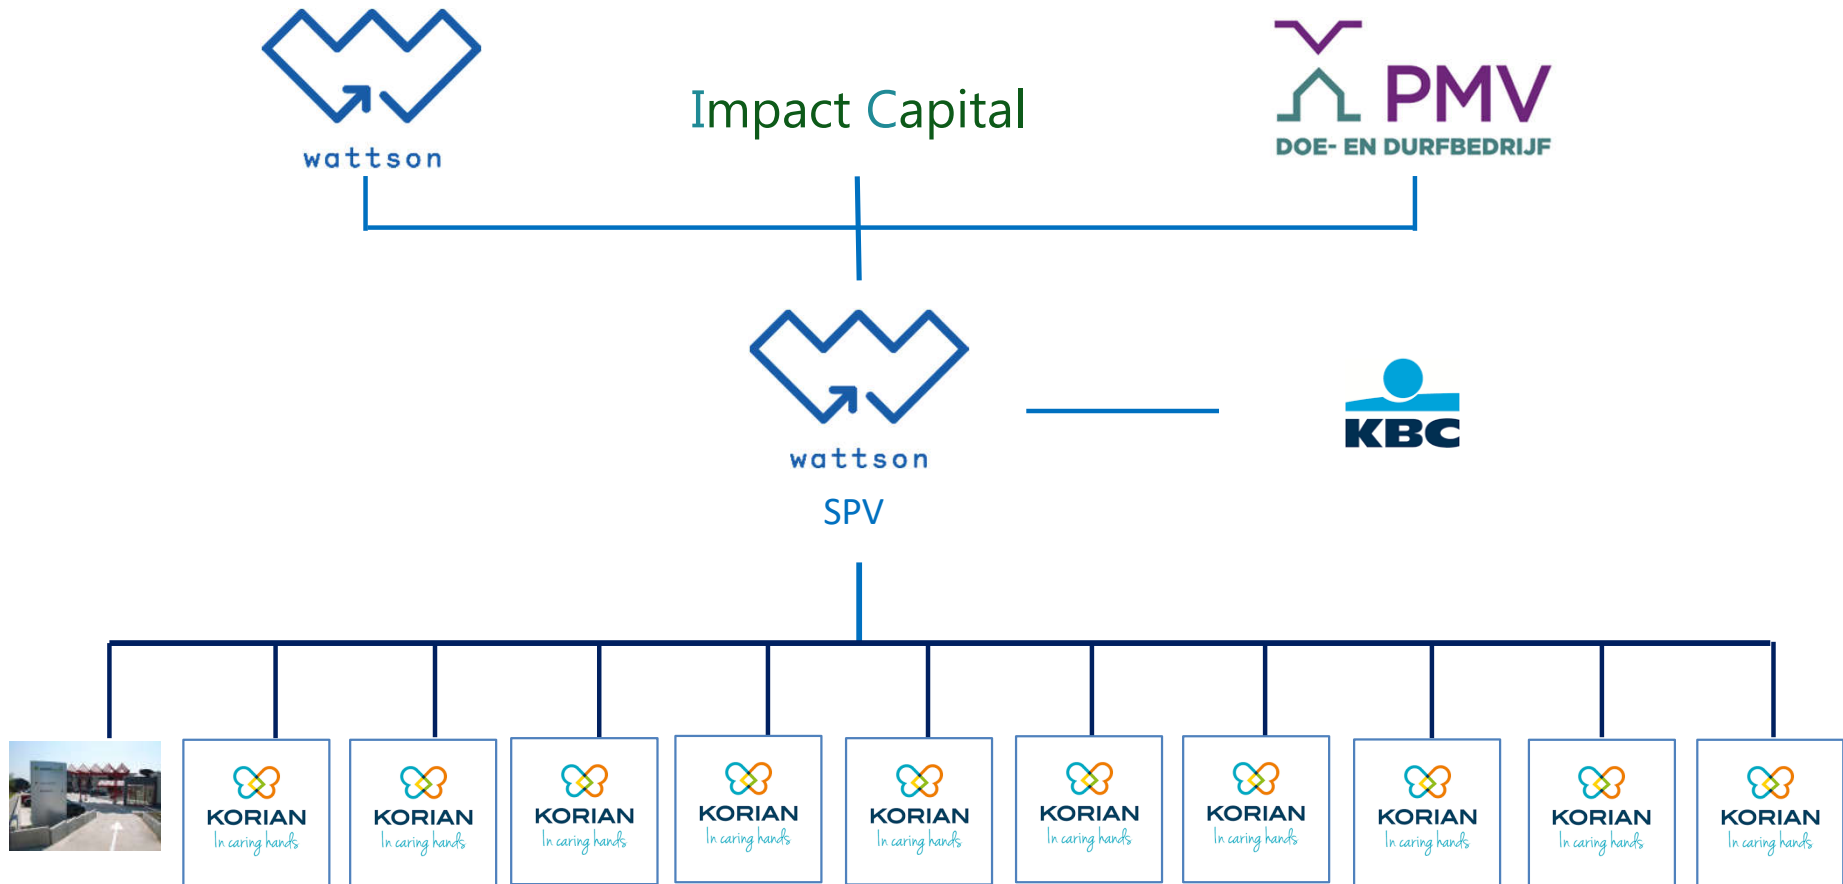 wattson
Impact Capital
PMV
DOE- EN DURFBEDRIJF
wattson
SPV
KBC
KORIAN
In caring hands
KORIAN
In caring hands
KORIAN
In caring hands
KORIAN
In caring hands
KORIAN
In caring hands
KORIAN
In caring hands
KORIAN
In caring hands
KORIAN
In caring hands
KORIAN
In caring hands
KORIAN
In caring hands